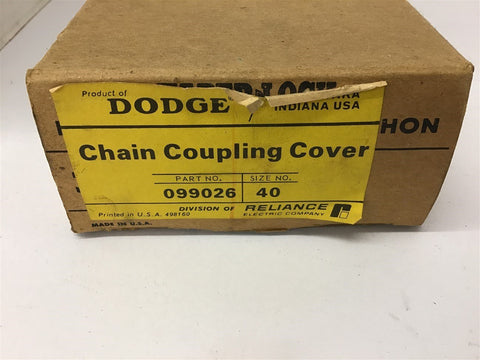 Product of
DODGE
INDIANA USA
HON
Chain Coupling Cover
PART NO. SIZE NO.
099026 40
Printed in U.S.A. 498160
DIVISION OF RELIANCE
ELECTRIC COMPANY
MADE IN U.S.A.